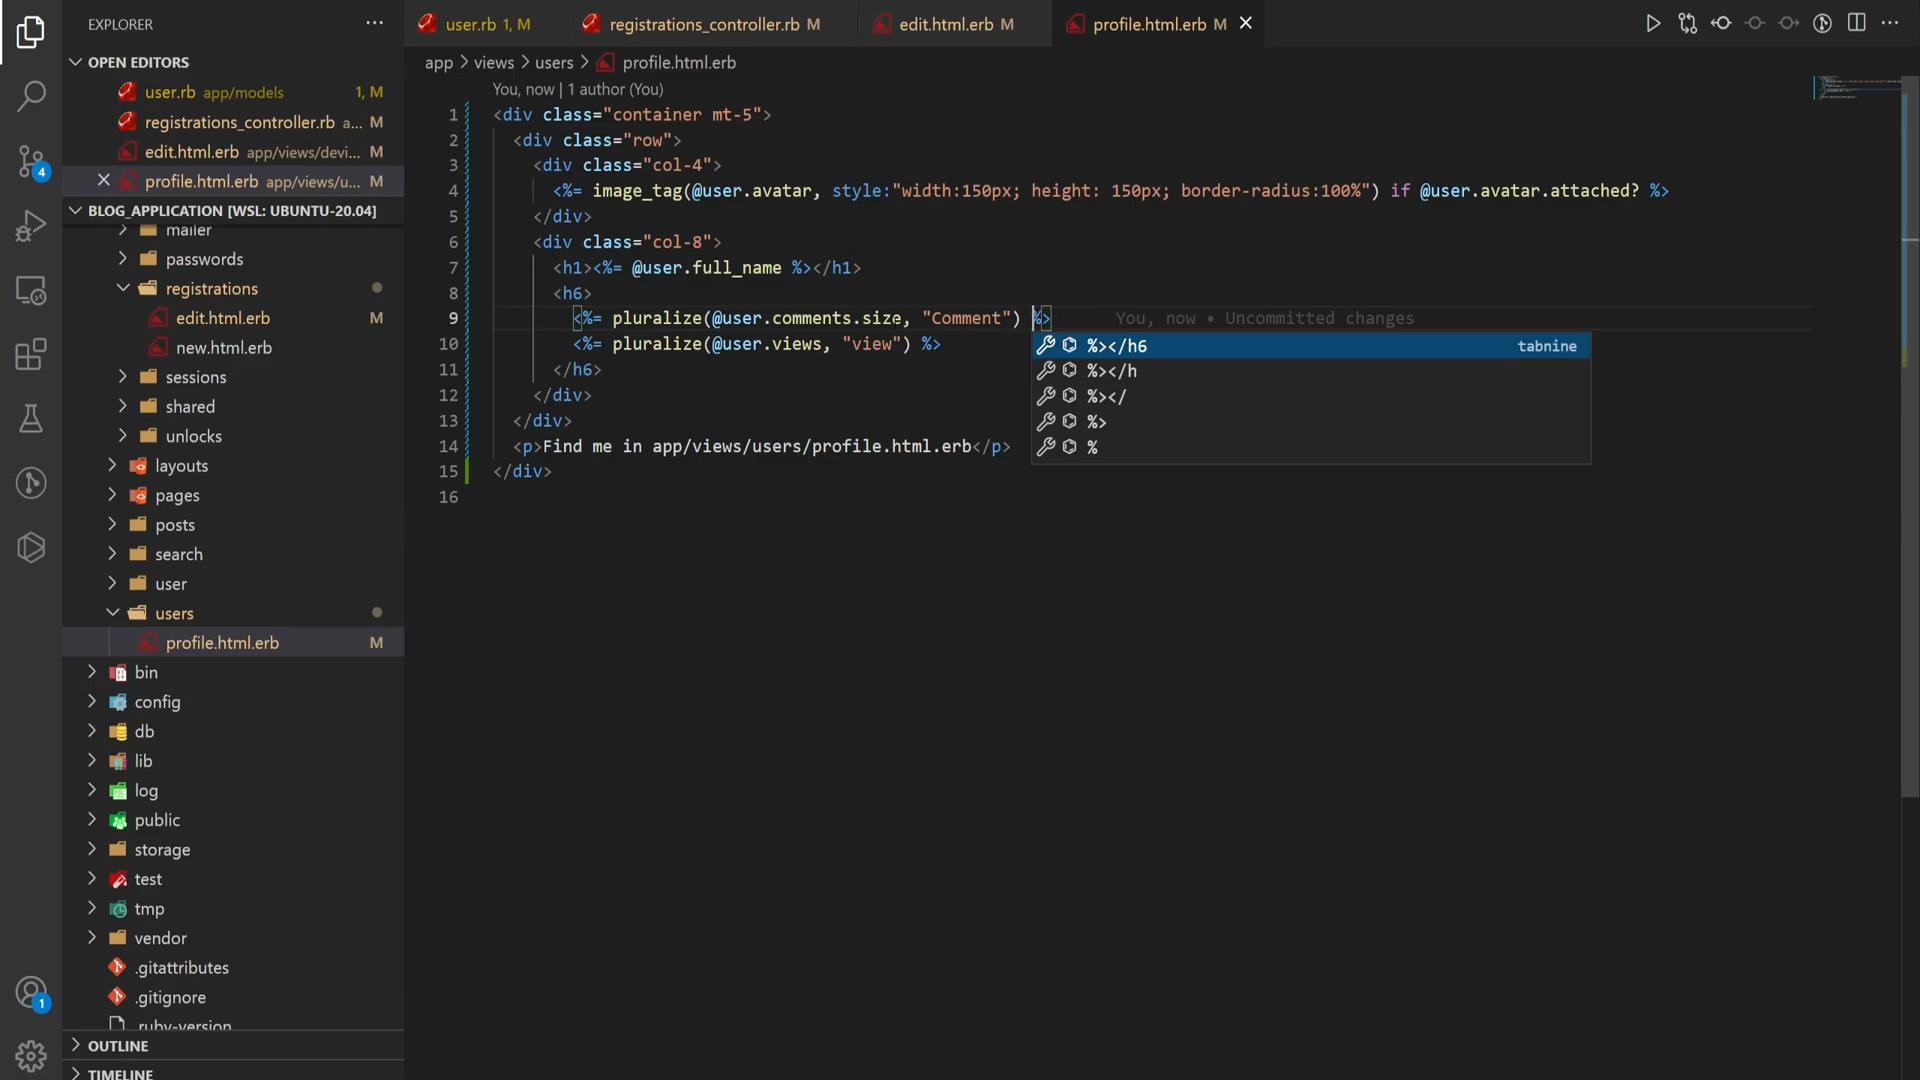 EXPLORER
OPEN EDITORS
user.rb app/models 1, M
registrations_controller.rb a... M
edit.html.erb app/views/devi... M
profile.html.erb app/views/u... M
BLOG_APPLICATION [WSL: UBUNTU-20.04]
mailer
passwords
registrations
edit.html.erb M
new.html.erb
sessions
shared
unlocks
layouts
pages
posts
search
user
users
profile.html.erb M
bin
config
db
lib
log
public
storage
test
tmp
vendor
.gitattributes
.gitignore
.ruby-version
OUTLINE
TIMELINE
4
1
user.rb 1, M
registrations_controller.rb M
edit.html.erb M
profile.html.erb M
app > views > users > profile.html.erb
You, now | 1 author (You)
1 <div class="container mt-5">
2 <div class="row">
3 <div class="col-4">
4 <%= image_tag(@user.avatar, style:"width:150px; height: 150px; border-radius:100%") if @user.avatar.attached? %>
5 </div>
6 <div class="col-8">
7 <h1><%= @user.full_name %></h1>
8 <h6>
9 <%= pluralize(@user.comments.size, "Comment") %> You, now • Uncommitted changes
10 <%= pluralize(@user.views, "view") %>
11 </h6>
12 </div>
13 </div>
14 <p>Find me in app/views/users/profile.html.erb</p>
15 </div>
16
%></h6 tabnine
%></h
%></
%>
%